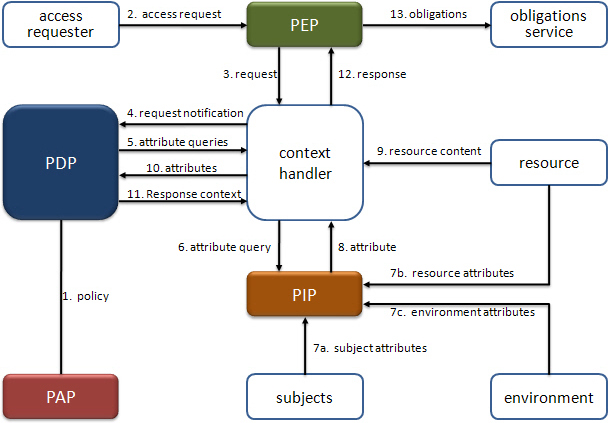 access
requester
2. access request
PEP
13. obligations
obligations
service
3. request
12. response
4. request notification
5. attribute queries
10. attributes
11. Response context
PDP
context
handler
9. resource content
resource
6. attribute query
8. attribute
7b. resource attributes
1. policy
PIP
7c. environment attributes
7a. subject attributes
PAP
subjects
environment